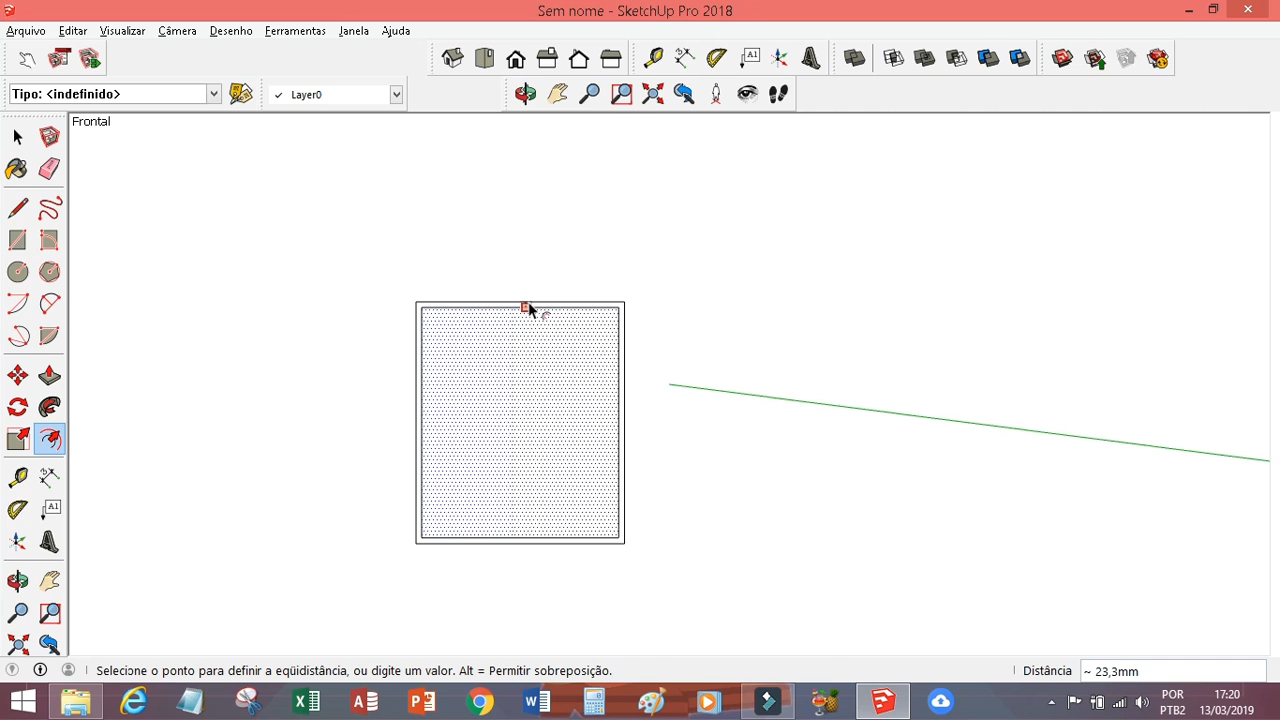 Sem nome - SketchUp Pro 2018
Arquivo Editar Visualizar Câmera Desenho Ferramentas Janela Ajuda
A1
Tipo: <indefinido>
✓ Layer0
Frontal
A1
Selecione o ponto para definir a eqüidistância, ou digite um valor. Alt = Permitir sobreposição.
Distância ~ 23,3mm
POR 17:20
PTB2 13/03/2019